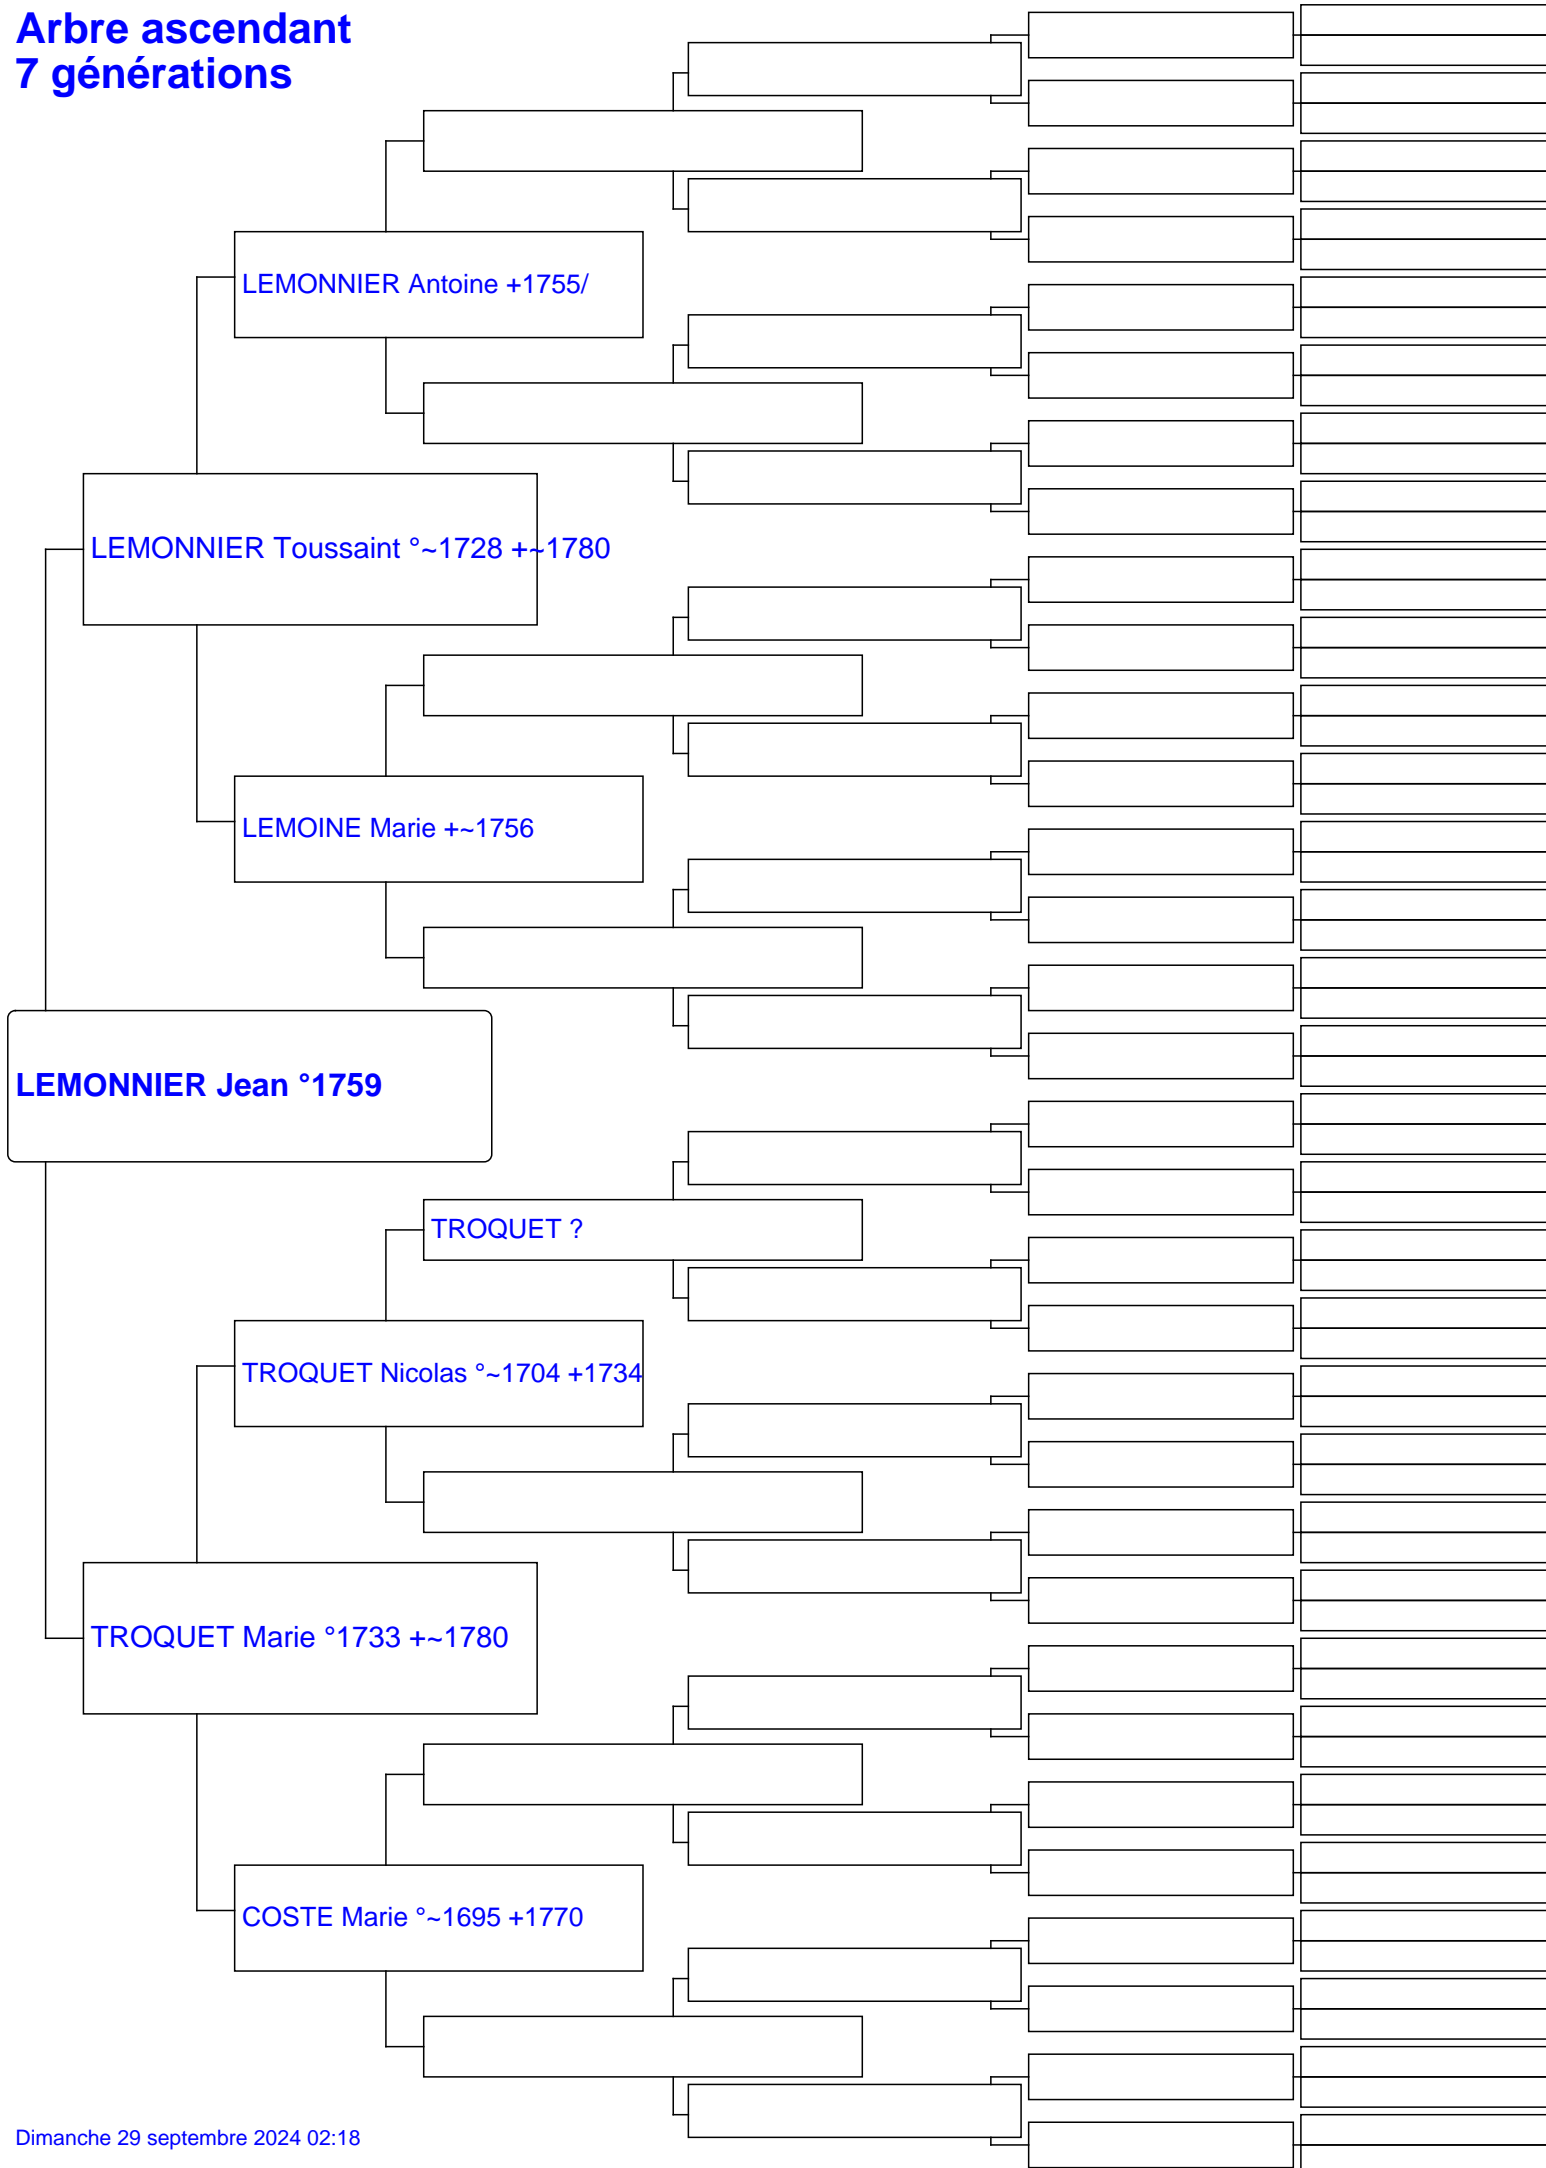 Arbre ascendant
7 générations
LEMONNIER Antoine +1755/
LEMONNIER Toussaint °~1728 +~1780
LEMOINE Marie +~1756
LEMONNIER Jean °1759
TROQUET ?
TROQUET Nicolas °~1704 +1734
TROQUET Marie °1733 +~1780
COSTE Marie °~1695 +1770
Dimanche 29 septembre 2024 02:18